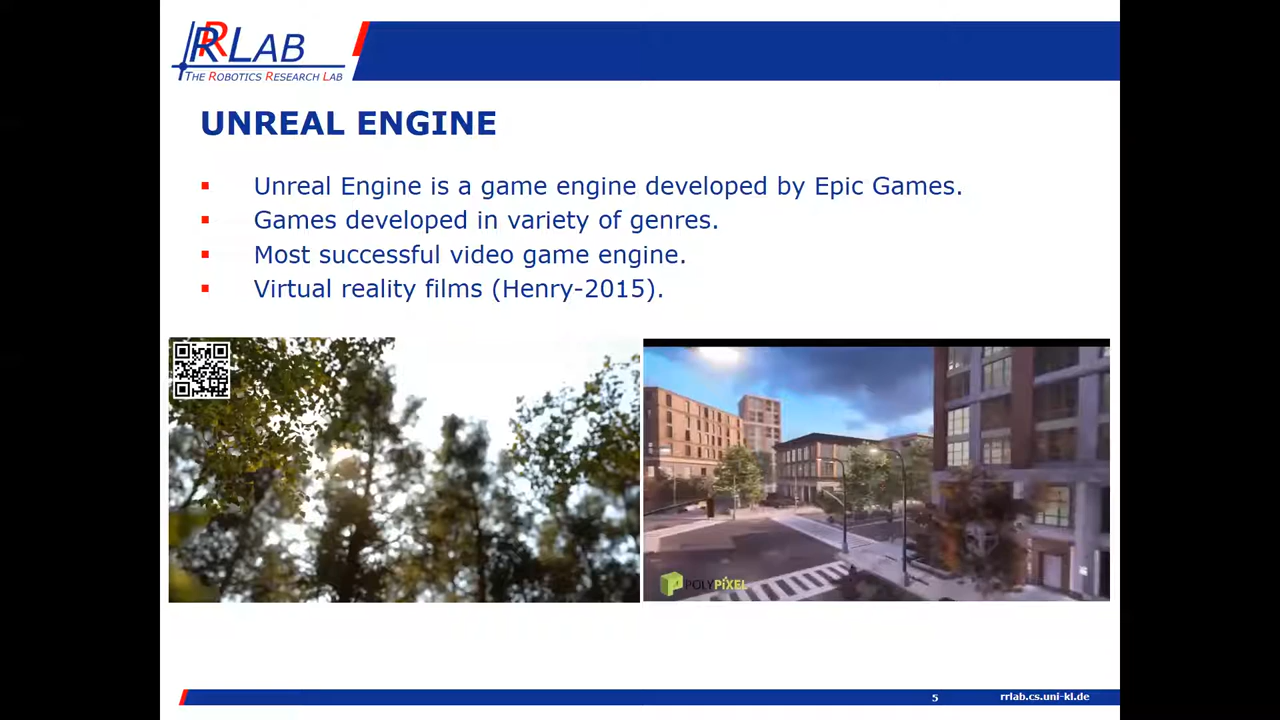 RRLAB
THE ROBOTICS RESEARCH LAB
UNREAL ENGINE
Unreal Engine is a game engine developed by Epic Games.
Games developed in variety of genres.
Most successful video game engine.
Virtual reality films (Henry-2015).
POLYPIXEL
5
rrlab.cs.uni-kl.de